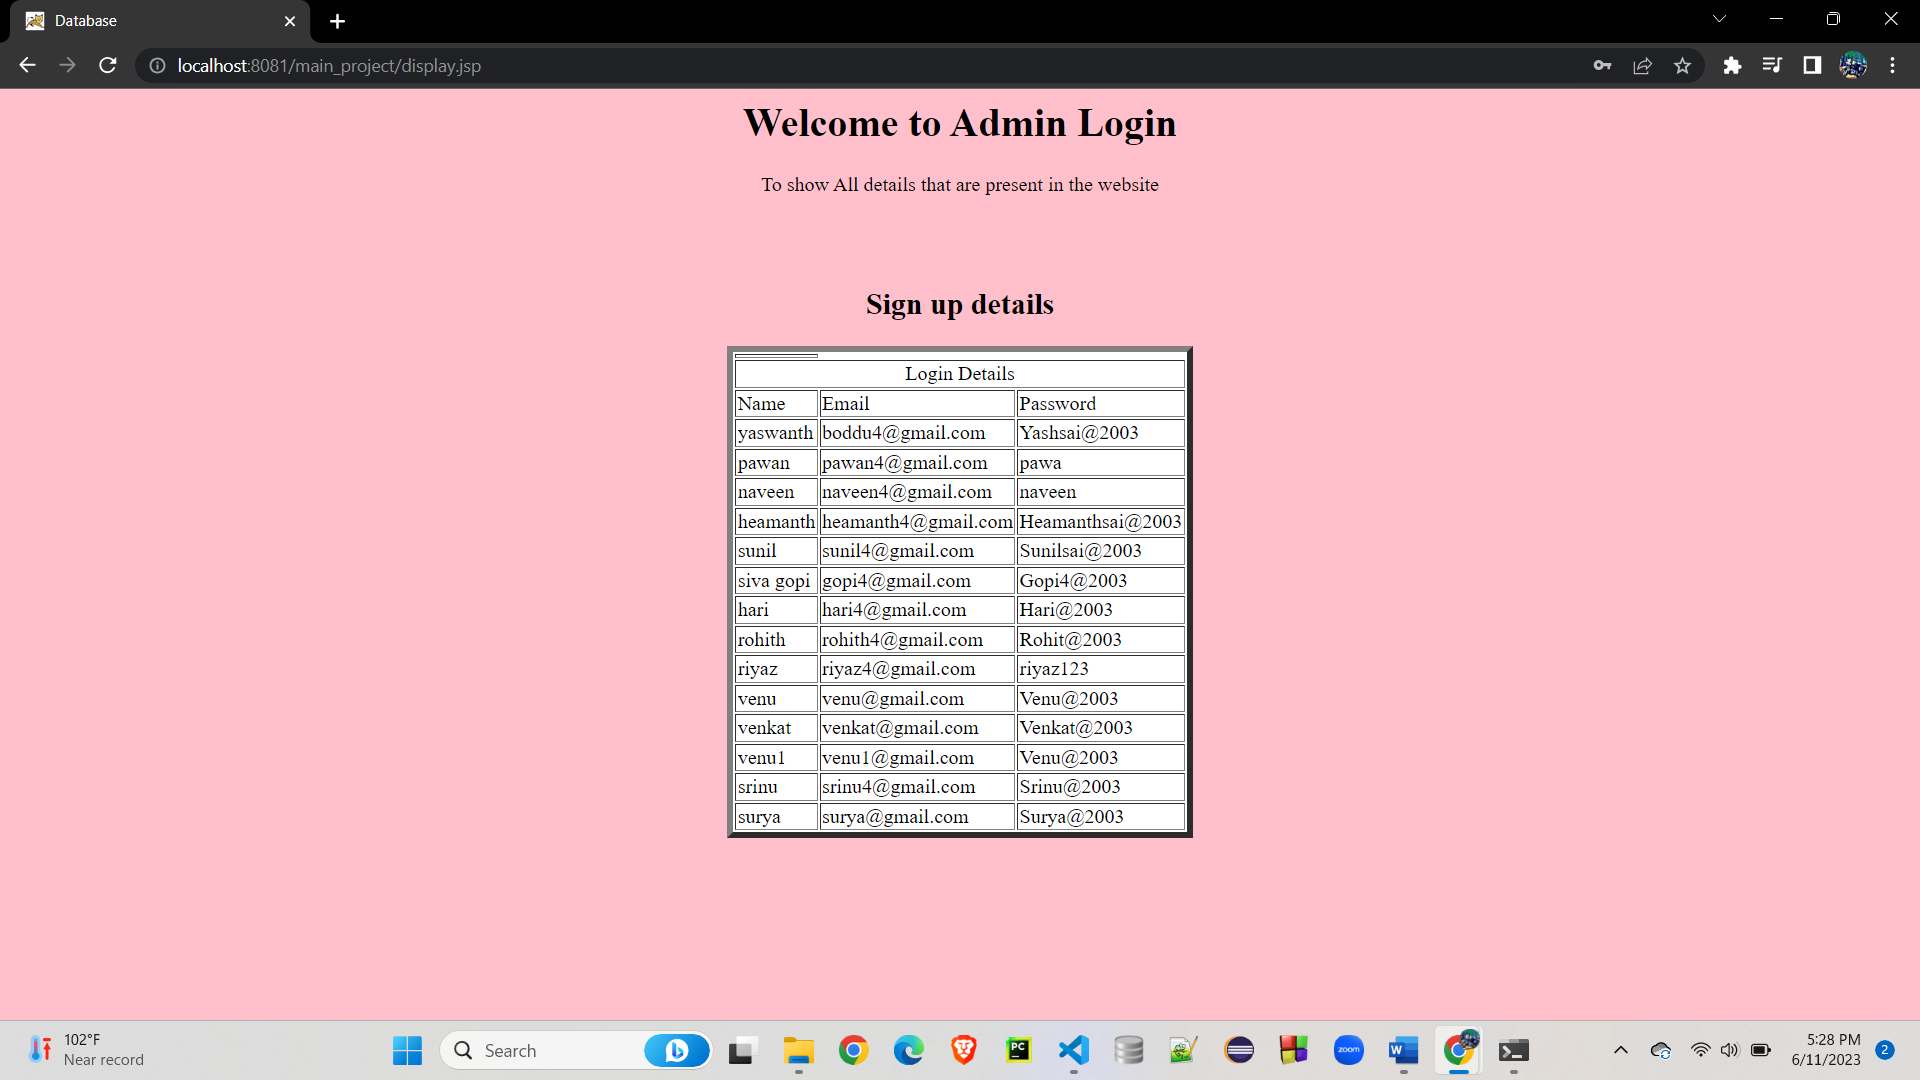 Database
localhost:8081/main_project/display.jsp
Welcome to Admin Login
To show All details that are present in the website
Sign up details
Login Details
Name Email Password
yaswanth boddu4@gmail.com Yashsai@2003
pawan pawan4@gmail.com pawa
naveen naveen4@gmail.com naveen
heamanth heamanth4@gmail.com Heamanthsai@2003
sunil sunil4@gmail.com Sunilsai@2003
siva gopi gopi4@gmail.com Gopi4@2003
hari hari4@gmail.com Hari@2003
rohith rohith4@gmail.com Rohit@2003
riyaz riyaz4@gmail.com riyaz123
venu venu@gmail.com Venu@2003
venkat venkat@gmail.com Venkat@2003
venu1 venu1@gmail.com Venu@2003
srinu srinu4@gmail.com Srinu@2003
surya surya@gmail.com Surya@2003
102°F
Near record
Search
PC
zoom
W
5:28 PM
6/11/2023
2